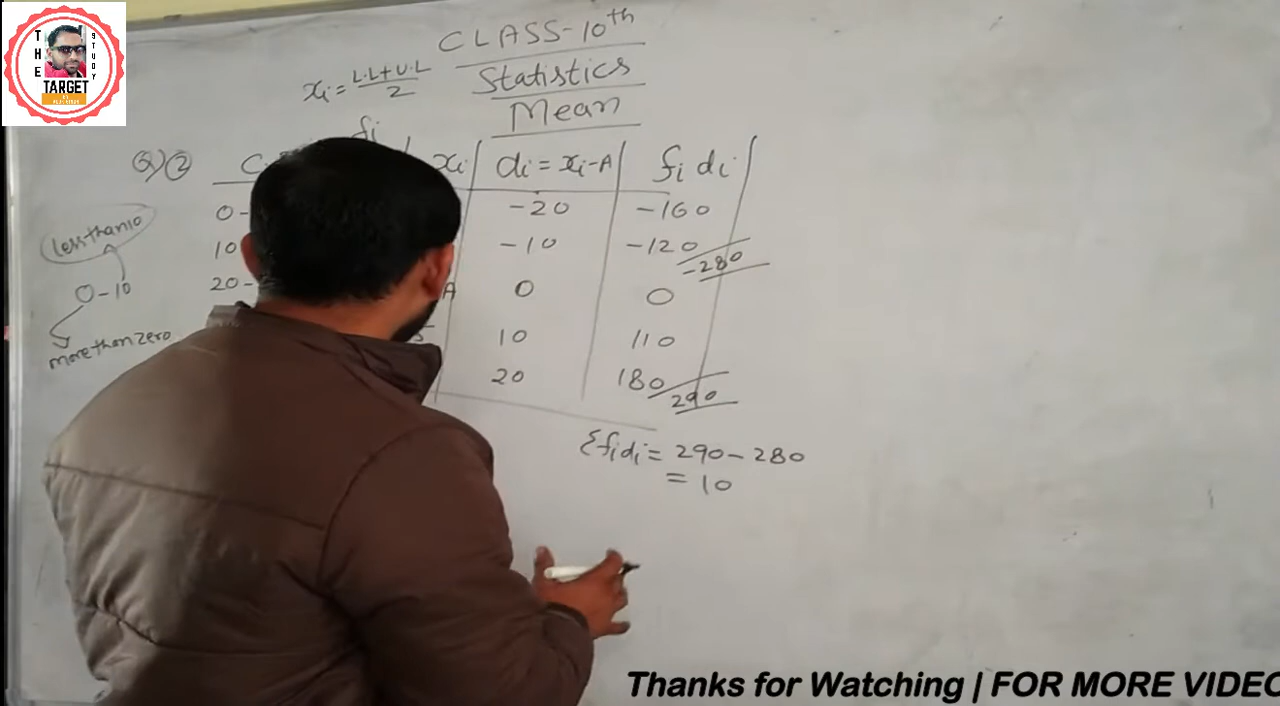 THE
STUDY
TARGET
CLASS-10th
Statistics
Mean
xi = L.L+U.L/2
fi
Q)2 C- xi di = xi-A fi di
0- -20 -160
10 -10 -120
-280
20- A 0 0
10 110
20 180
290
less than 10
0-10
more than zero
Σfidi = 290-280
= 10
Thanks for Watching | FOR MORE VIDEO